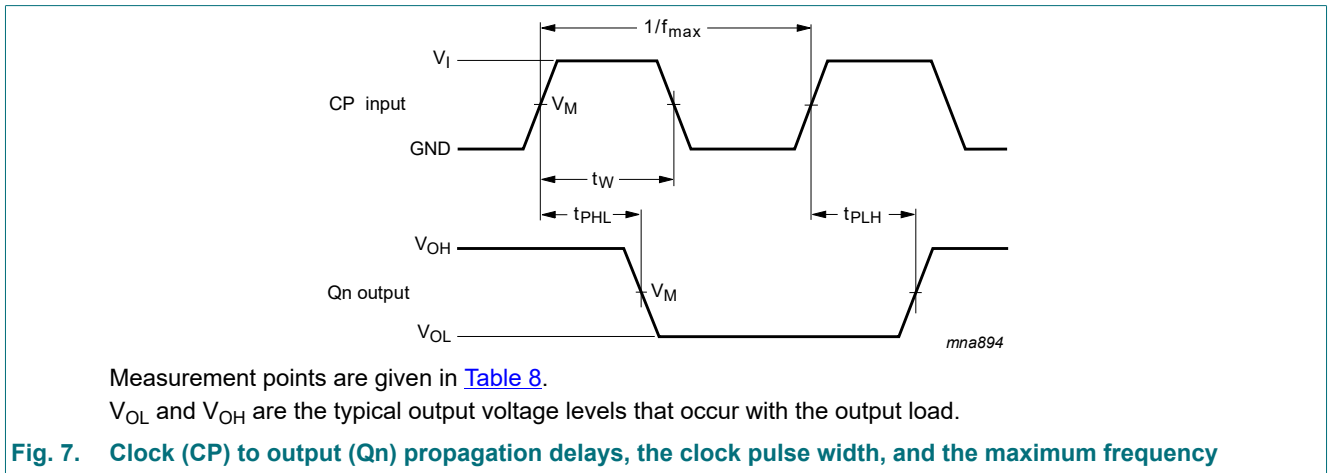 1/fmax
VI
CP input
VM
GND
tW
tPHL
tPLH
VOH
Qn output
VM
VOL
mna894
Measurement points are given in Table 8.
VOL and VOH are the typical output voltage levels that occur with the output load.
Fig. 7. Clock (CP) to output (Qn) propagation delays, the clock pulse width, and the maximum frequency